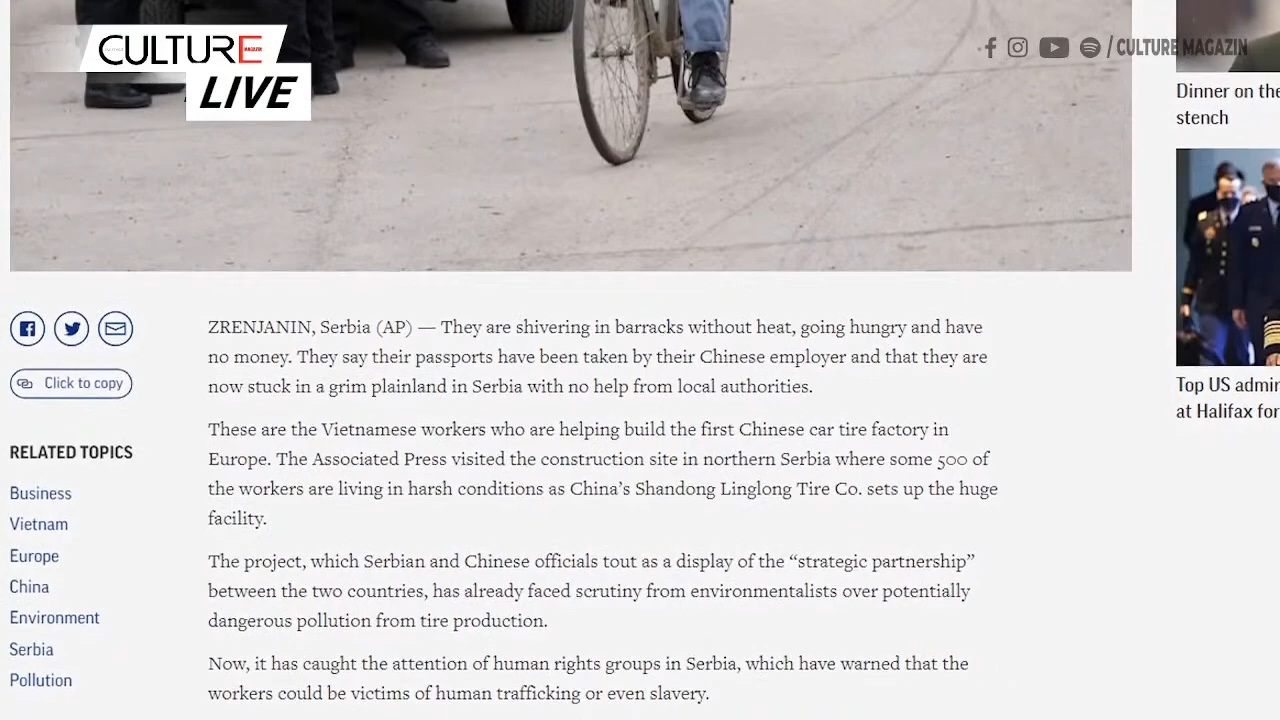 CULTURE
MAGAZIN
LIVE
/ CULTURE MAGAZIN
Dinner on the
stench
Top US admin
at Halifax for
Click to copy
RELATED TOPICS
Business
Vietnam
Europe
China
Environment
Serbia
Pollution
ZRENJANIN, Serbia (AP) — They are shivering in barracks without heat, going hungry and have
no money. They say their passports have been taken by their Chinese employer and that they are
now stuck in a grim plainland in Serbia with no help from local authorities.
These are the Vietnamese workers who are helping build the first Chinese car tire factory in
Europe. The Associated Press visited the construction site in northern Serbia where some 500 of
the workers are living in harsh conditions as China’s Shandong Linglong Tire Co. sets up the huge
facility.
The project, which Serbian and Chinese officials tout as a display of the “strategic partnership”
between the two countries, has already faced scrutiny from environmentalists over potentially
dangerous pollution from tire production.
Now, it has caught the attention of human rights groups in Serbia, which have warned that the
workers could be victims of human trafficking or even slavery.